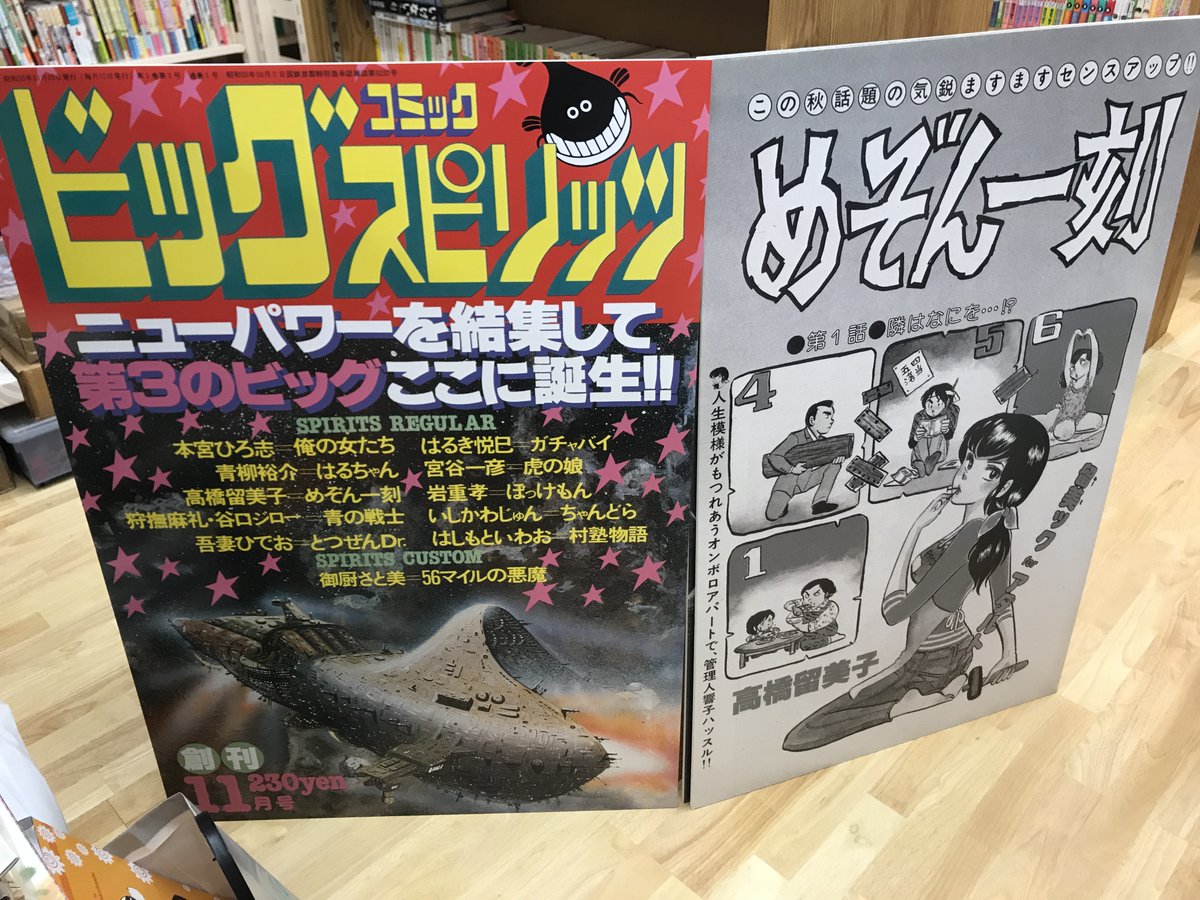 コミック
ビッグスピリッツ
ニューパワーを結集して
第3のビッグここに誕生!!
SPIRITS REGULAR
本宮ひろ志=俺の女たち はるき悦巳=ガチャバイ
青柳裕介=はるちゃん 宮谷一彦=虎の娘
高橋留美子=めぞん一刻 岩重孝=ぼっけもん
狩撫麻礼・谷口ジロー=青の戦士 いしかわじゅん=ちゃんどら
吾妻ひでお=とつぜんDr. はしもといわお=村塾物語
SPIRITS CUSTOM
御厨さと美=56マイルの悪魔
創刊
11月号
230yen
この秋話題の気鋭ますますセンスアップ!!
めぞん一刻
●第1話●隣はなにを…!?
4
5
6
1
四当五落
人生模様がもつれあうオンボロアパートで、管理人響子ハッスル!!
高橋留美子